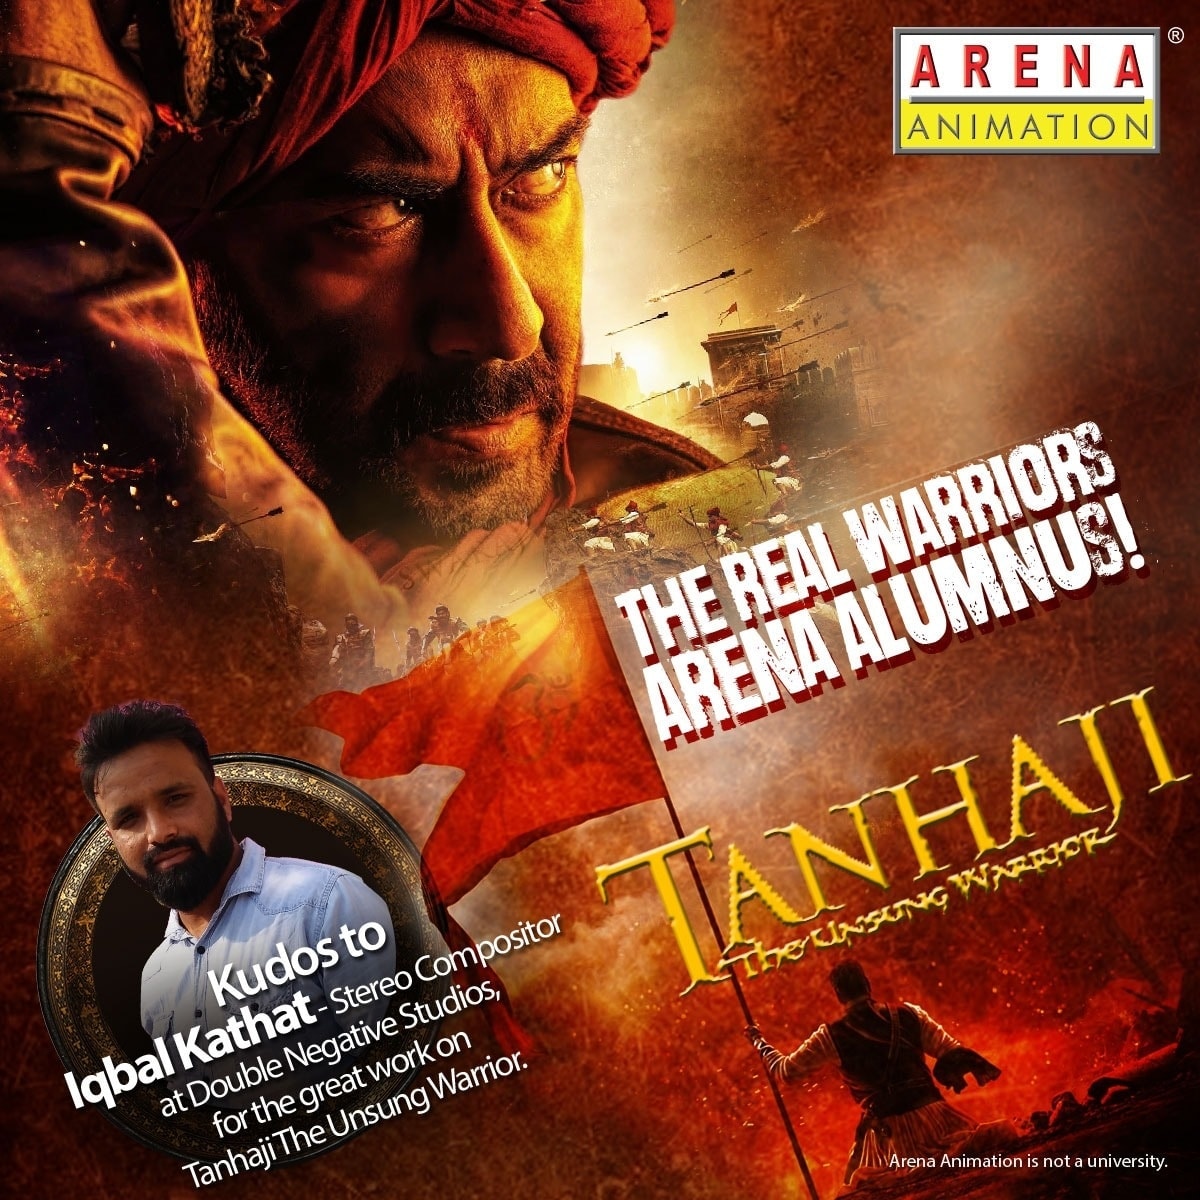 ARENA ®
ANIMATION
THE REAL WARRIORS
ARENA ALUMNUS!
TANHAJI
The Unsung Warrior
Kudos to
Iqbal Kathat - Stereo Compositor
at Double Negative Studios,
for the great work on
Tanhaji The Unsung Warrior.
Arena Animation is not a university.